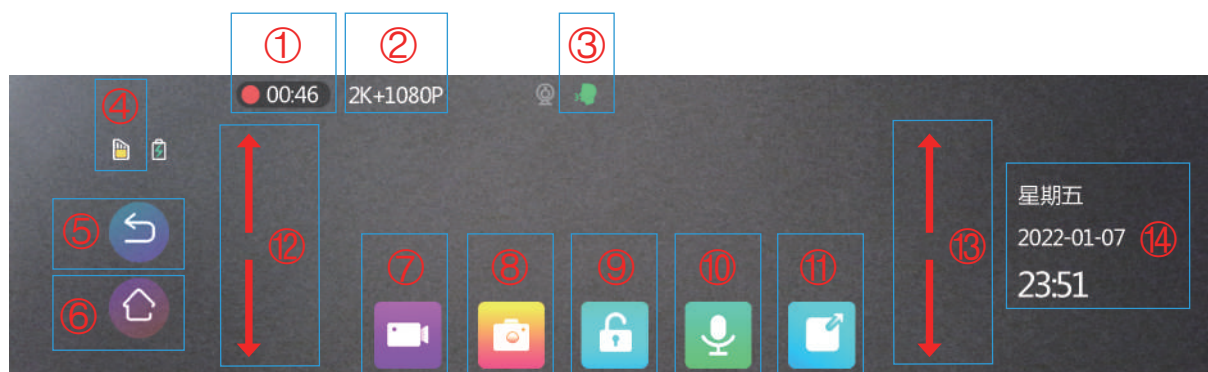 ① ② ③
④ 00:46 2K+1080P
⑤
⑥
⑦ ⑧ ⑨ ⑩ ⑪
⑫
⑬
星期五
2022-01-07 ⑭
23:51